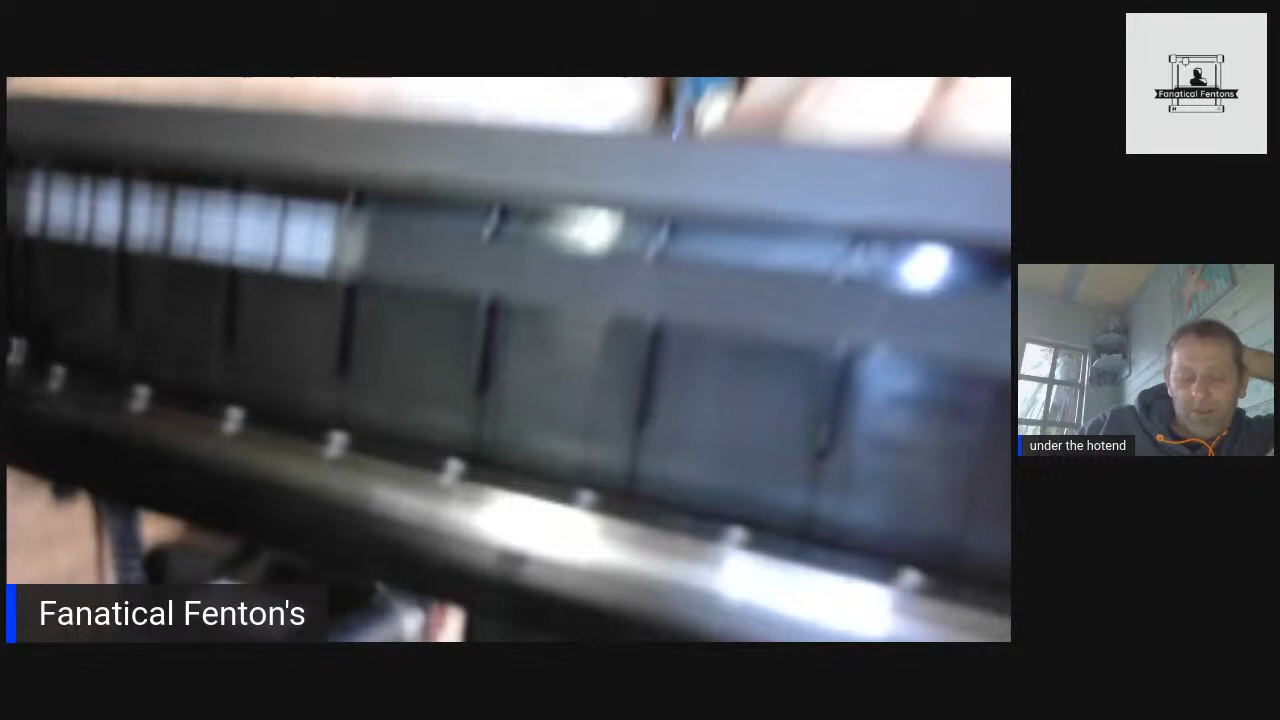 Fanatical Fentons
under the hotend
Fanatical Fenton's